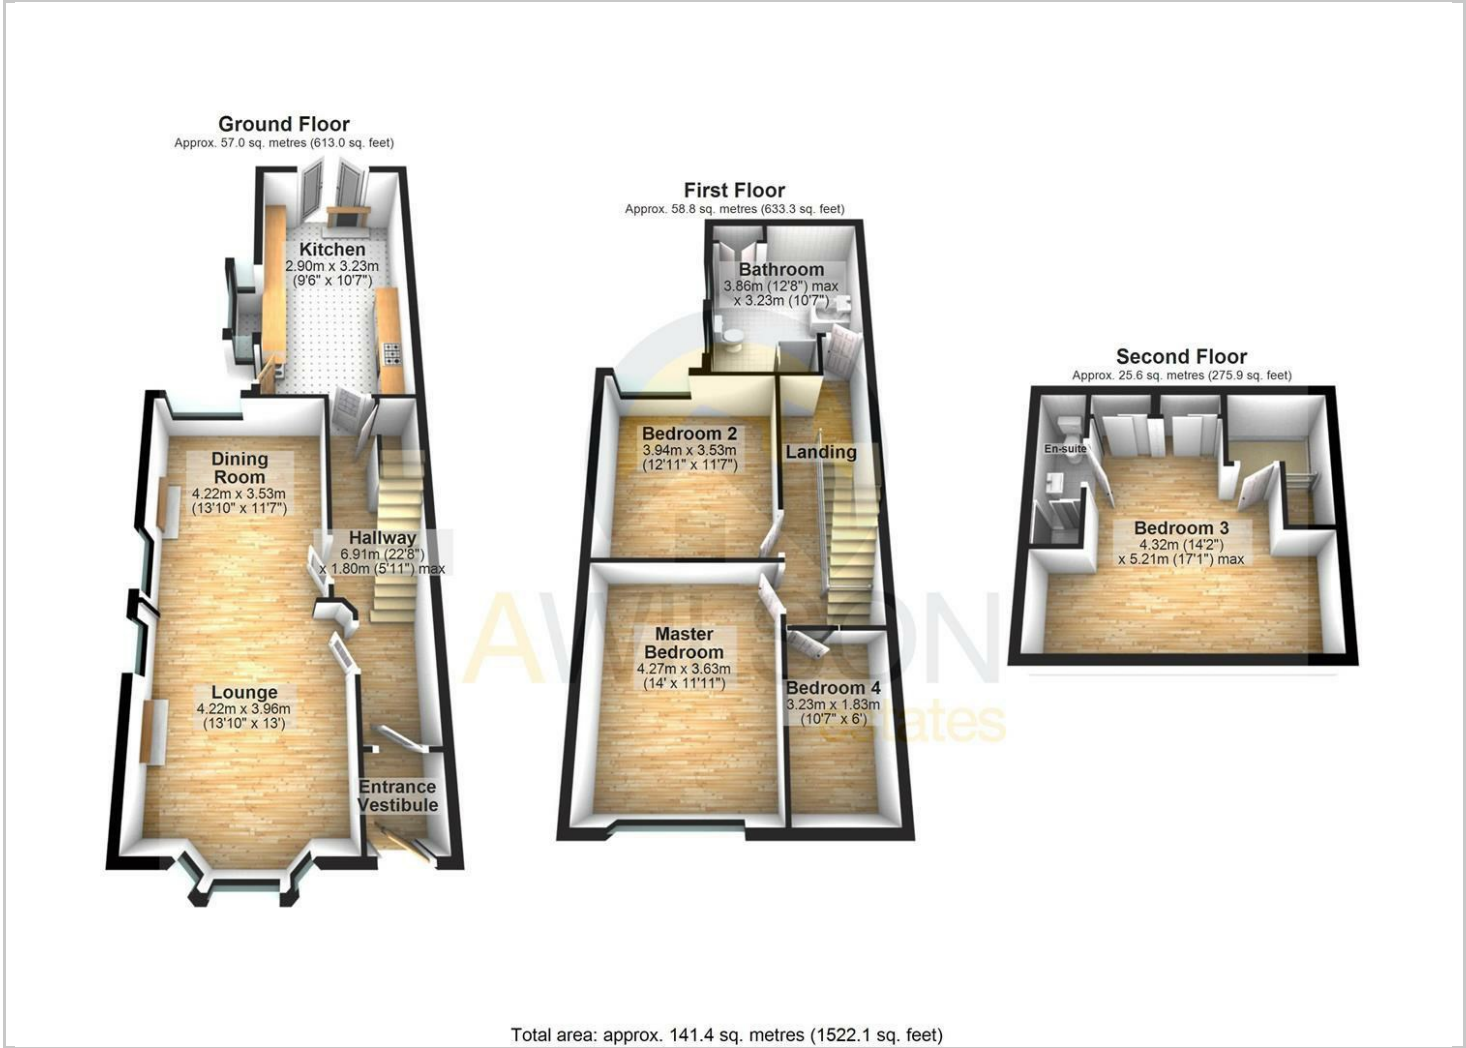 Ground Floor
Approx. 57.0 sq. metres (613.0 sq. feet)
Kitchen
2.90m x 3.23m
(9'6" x 10'7")
Dining
Room
4.22m x 3.53m
(13'10" x 11'7")
Hallway
6.91m (22'8")
x 1.80m (5'11") max
Lounge
4.22m x 3.96m
(13'10" x 13')
Entrance
Vestibule
First Floor
Approx. 58.8 sq. metres (633.3 sq. feet)
Bathroom
3.86m (12'8") max
x 3.23m (10'7")
Bedroom 2
3.94m x 3.53m
(12'11" x 11'7")
Landing
Master
Bedroom
4.27m x 3.63m
(14' x 11'11")
Bedroom 4
3.23m x 1.83m
(10'7" x 6')
Second Floor
Approx. 25.6 sq. metres (275.9 sq. feet)
En-suite
Bedroom 3
4.32m (14'2")
x 5.21m (17'1") max
AWILSON
estates
Total area: approx. 141.4 sq. metres (1522.1 sq. feet)